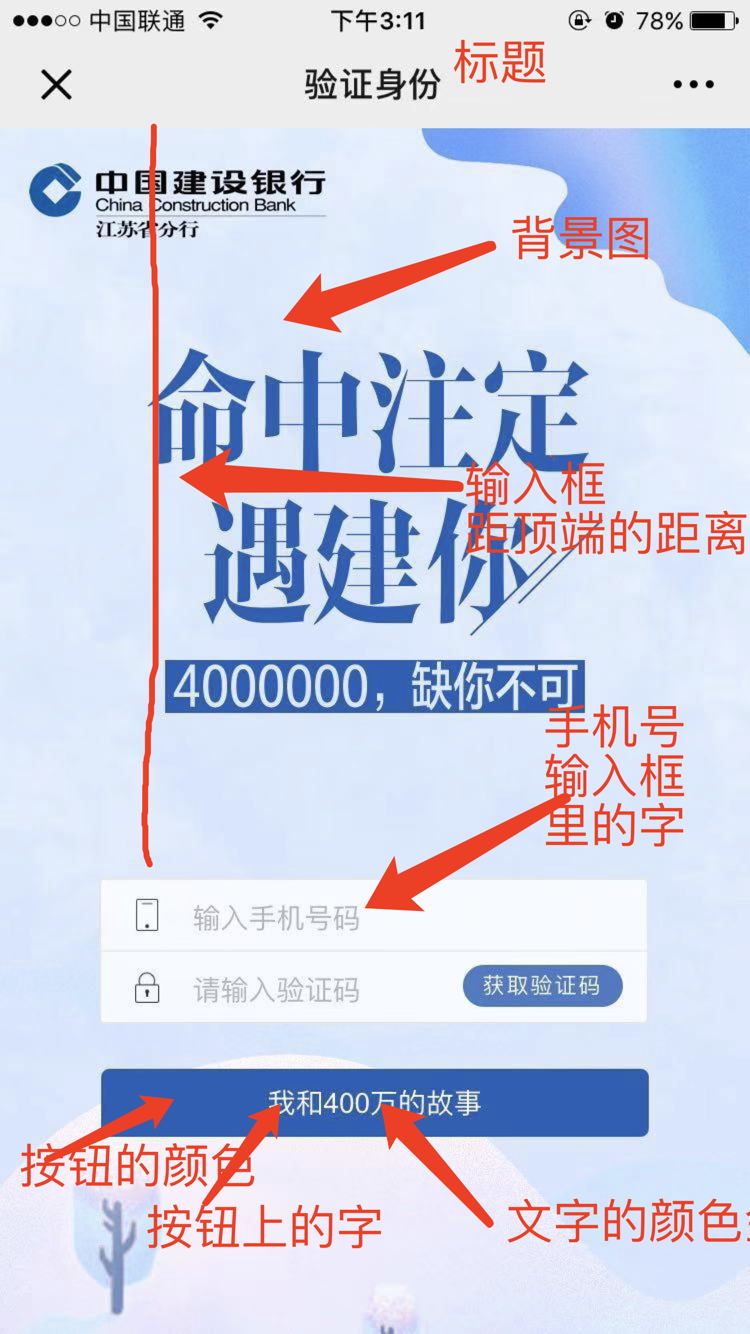 中国联通 下午3:11 78%
验证身份 标题
中国建设银行
China Construction Bank
江苏省分行
背景图
命中注定
输入框
距顶端的距离
遇建你
4000000，缺你不可
手机号
输入框
里的字
输入手机号码
请输入验证码 获取验证码
我和400万的故事
按钮的颜色
按钮上的字
文字的颜色